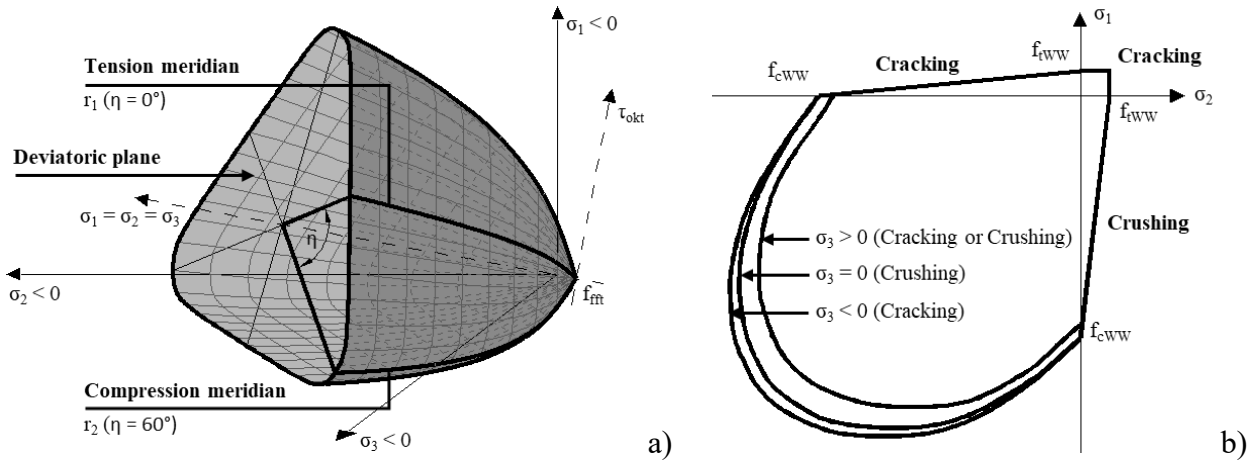 σ₁ < 0
Tension meridian
r₁ (η = 0°)
τokt
Deviatoric plane
σ₁ = σ₂ = σ₃
η
σ₂ < 0
ffft
Compression meridian
r₂ (η = 60°)
σ₃ < 0
a)
σ₁
ftWW
Cracking
Cracking
fcWW
σ₂
ftWW
Crushing
σ₃ > 0 (Cracking or Crushing)
σ₃ = 0 (Crushing)
σ₃ < 0 (Cracking)
fcWW
b)